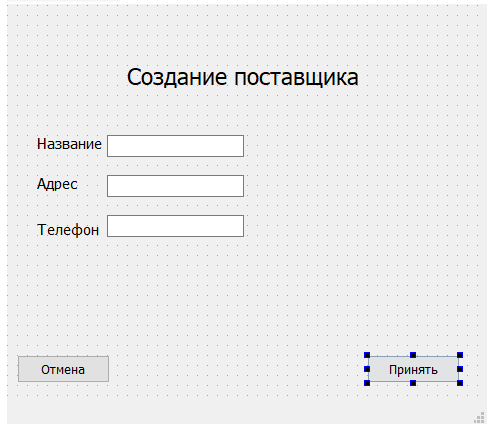 Создание поставщика
Название
Адрес
Телефон
Отмена
Принять